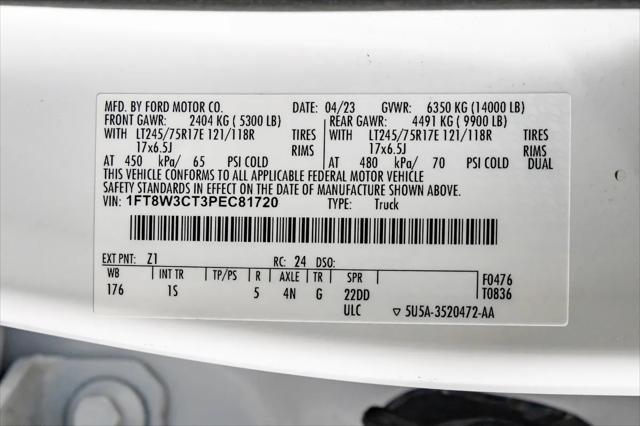 MFD. BY FORD MOTOR CO. DATE: 04/23 GVWR: 6350 KG (14000 LB)
FRONT GAWR: 2404 KG ( 5300 LB) REAR GAWR: 4491 KG ( 9900 LB)
WITH LT245/75R17E 121/118R TIRES WITH LT245/75R17E 121/118R TIRES
17x6.5J RIMS 17x6.5J RIMS
AT 450 kPa/ 65 PSI COLD AT 480 kPa/ 70 PSI COLD DUAL
THIS VEHICLE CONFORMS TO ALL APPLICABLE FEDERAL MOTOR VEHICLE
SAFETY STANDARDS IN EFFECT ON THE DATE OF MANUFACTURE SHOWN ABOVE.
VIN: 1FT8W3CT3PEC81720 TYPE: Truck
EXT PNT: Z1 RC: 24 DSO:
WB INT TR TP/PS R AXLE TR SPR F0476
176 1S 5 4N G 22DD T0836
ULC ▽ 5U5A-3520472-AA